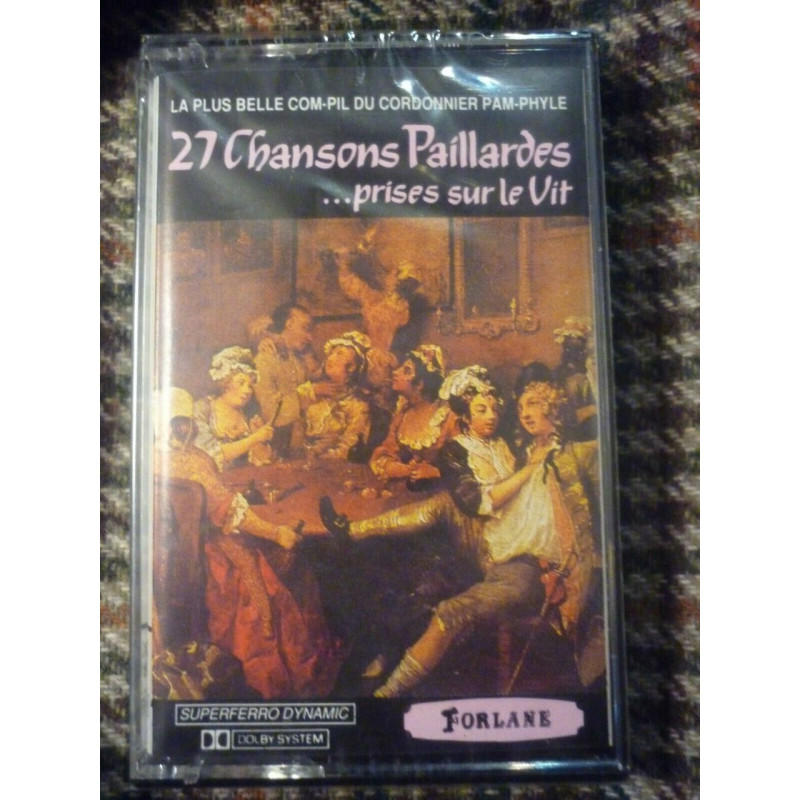 LA PLUS BELLE COM-PIL DU CORDONNIER PAM-PHYLE
27 Chansons Paillardes
...prises sur le Vit
SUPERFERRO DYNAMIC
DOLBY SYSTEM
FORLANE